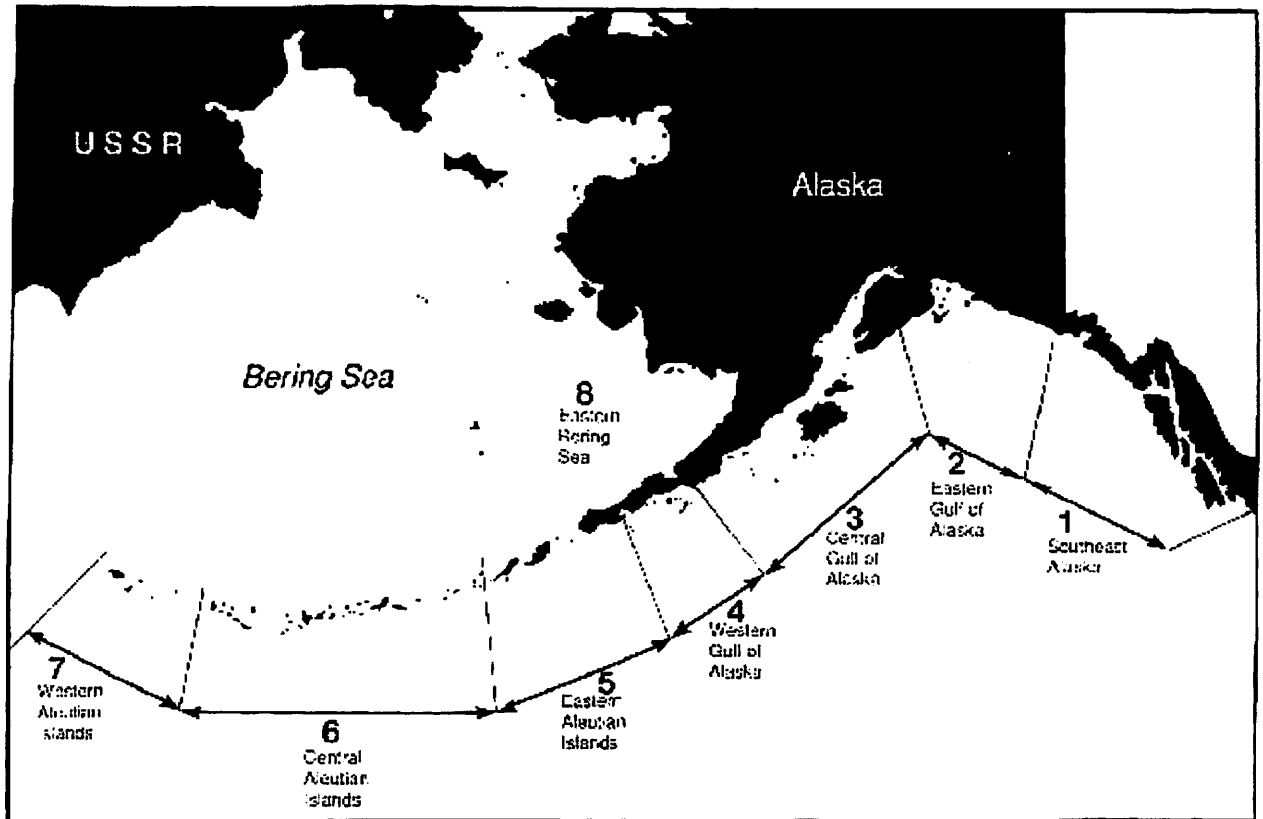 USSR
Alaska
Bering Sea
8
Eastern
Bering
Sea
2
Eastern
Gulf of
Alaska
1
Southeast
Alaska
3
Central
Gulf of
Alaska
4
Western
Gulf of
Alaska
5
Eastern
Aleutian
Islands
6
Central
Aleutian
Islands
7
Western
Aleutian
Islands